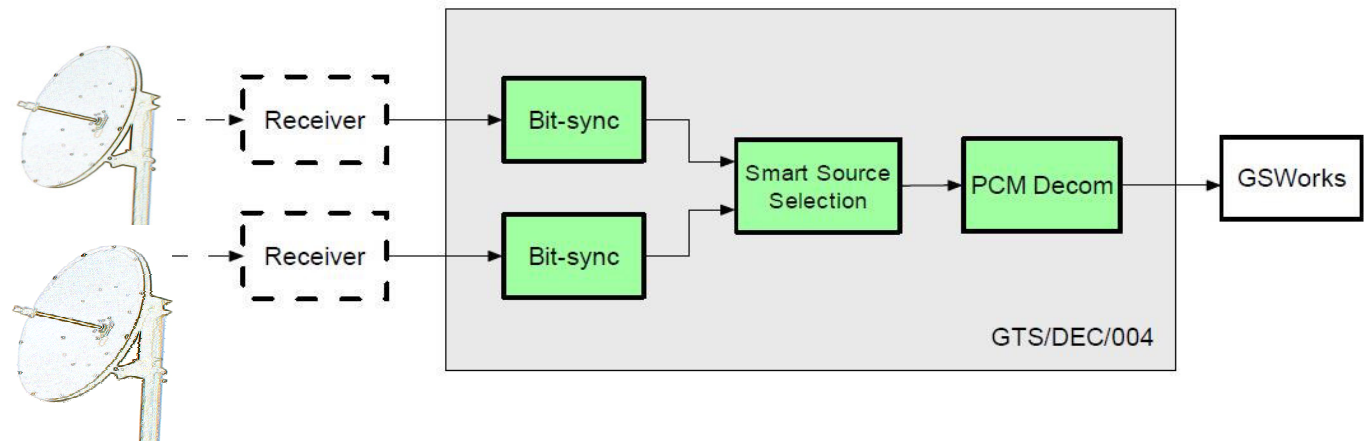 Receiver
Bit-sync
Smart Source
Selection
PCM Decom
GSWorks
Receiver
Bit-sync
GTS/DEC/004